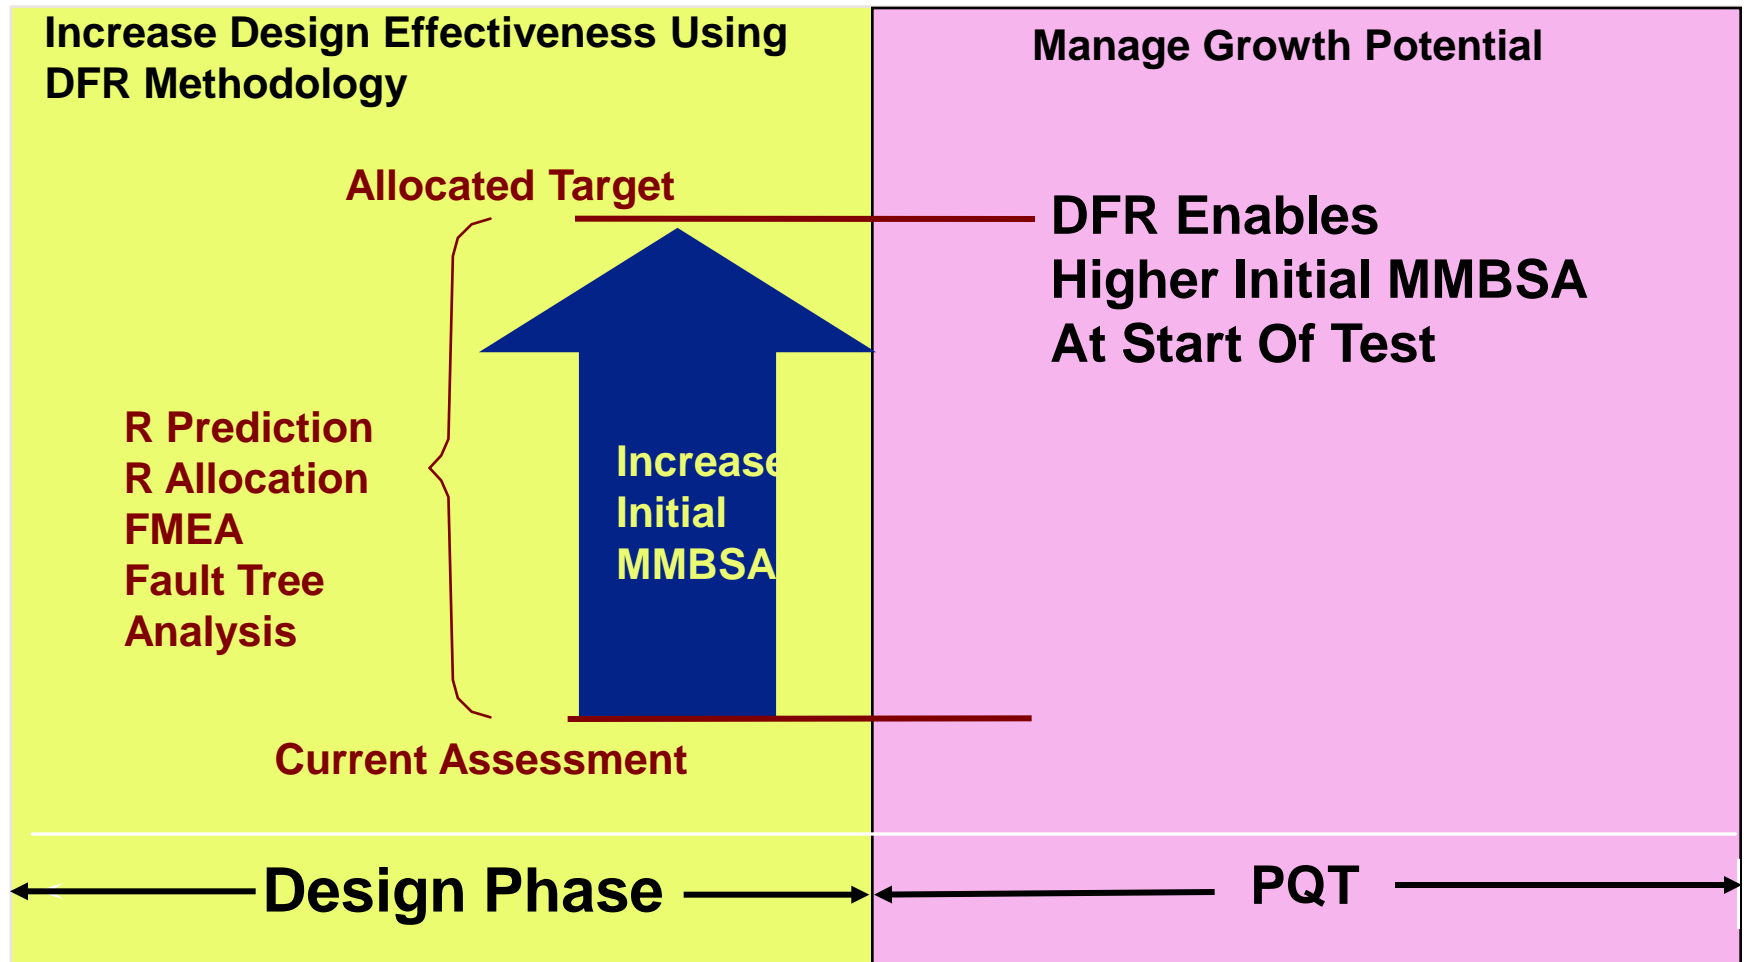 Increase Design Effectiveness Using
DFR Methodology
Manage Growth Potential
Allocated Target
DFR Enables
Higher Initial MMBSA
At Start Of Test
R Prediction
R Allocation
FMEA
Fault Tree
Analysis
Increase
Initial
MMBSA
Current Assessment
Design Phase
PQT